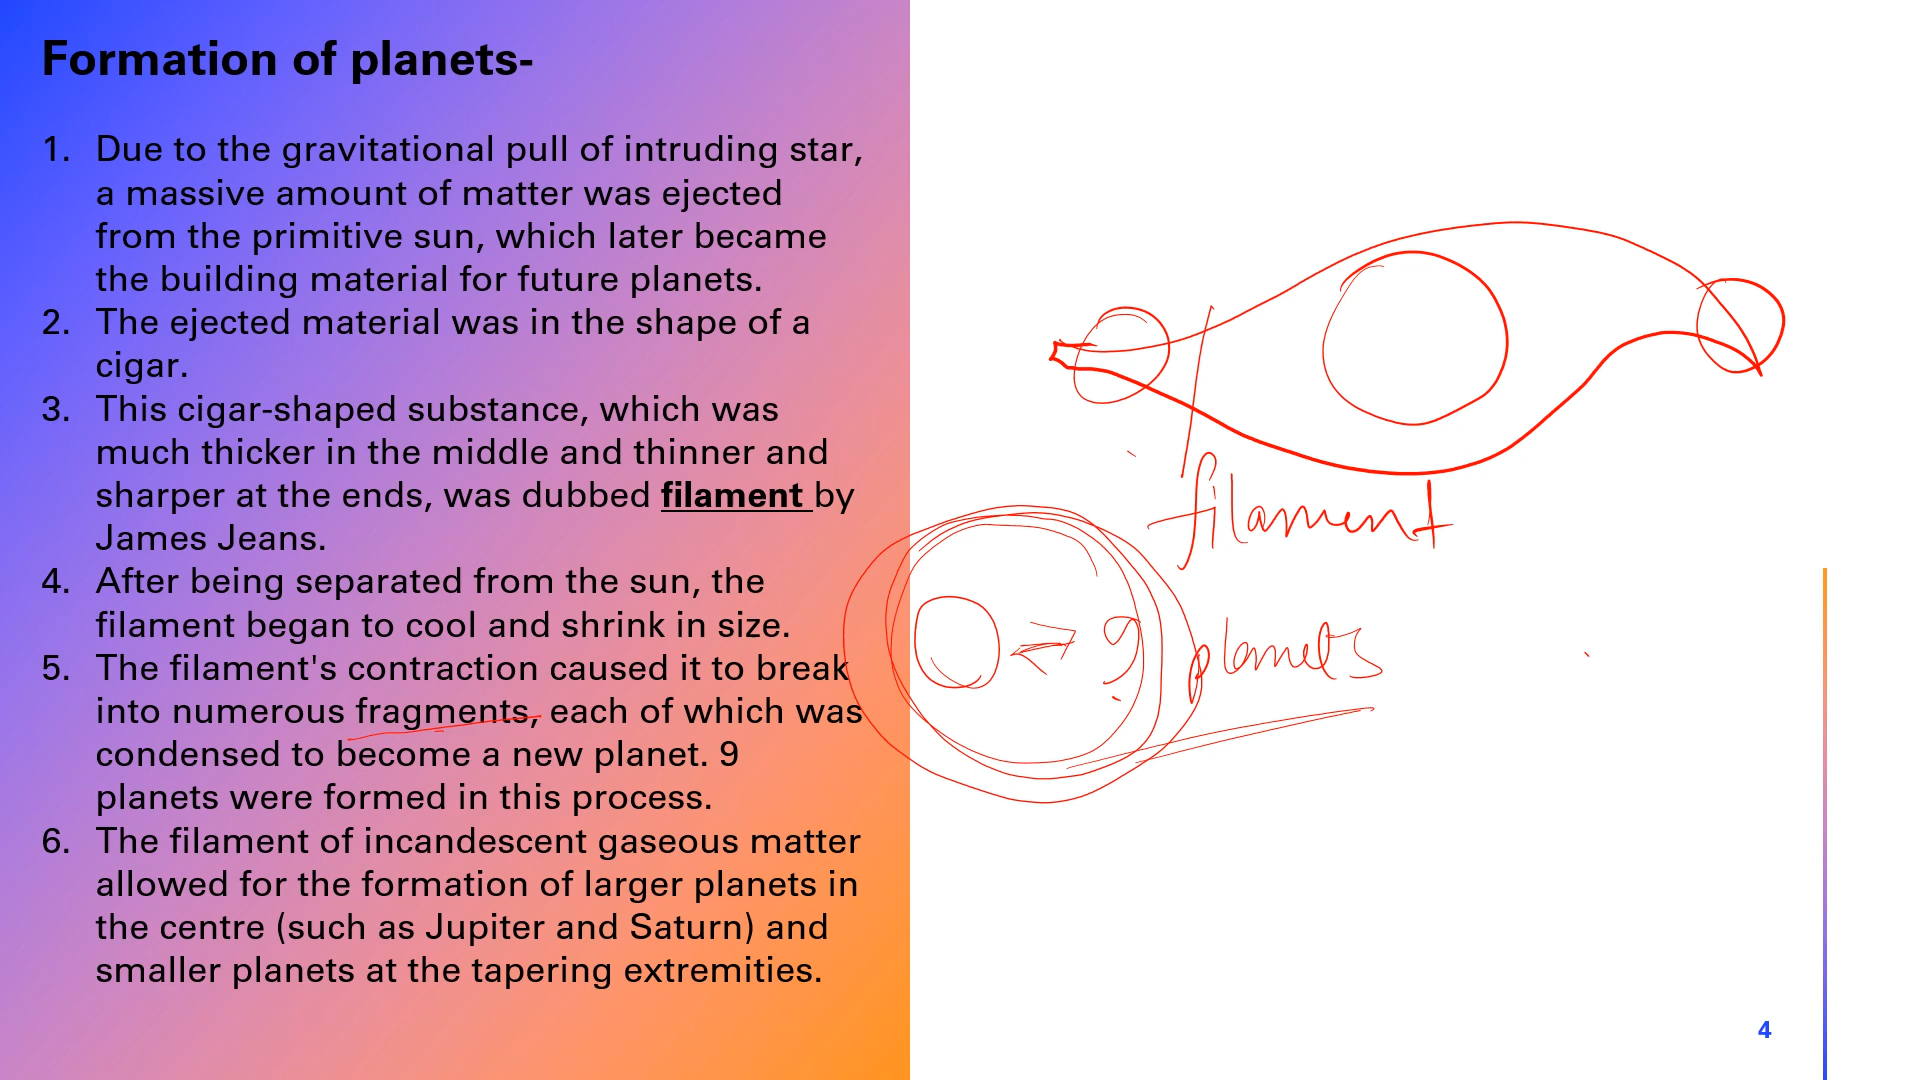 Formation of planets-
1. Due to the gravitational pull of intruding star,
a massive amount of matter was ejected
from the primitive sun, which later became
the building material for future planets.
2. The ejected material was in the shape of a
cigar.
3. This cigar-shaped substance, which was
much thicker in the middle and thinner and
sharper at the ends, was dubbed filament by
James Jeans.
4. After being separated from the sun, the
filament began to cool and shrink in size.
5. The filament's contraction caused it to break
into numerous fragments, each of which was
condensed to become a new planet. 9
planets were formed in this process.
6. The filament of incandescent gaseous matter
allowed for the formation of larger planets in
the centre (such as Jupiter and Saturn) and
smaller planets at the tapering extremities.
filament
9 planets
4